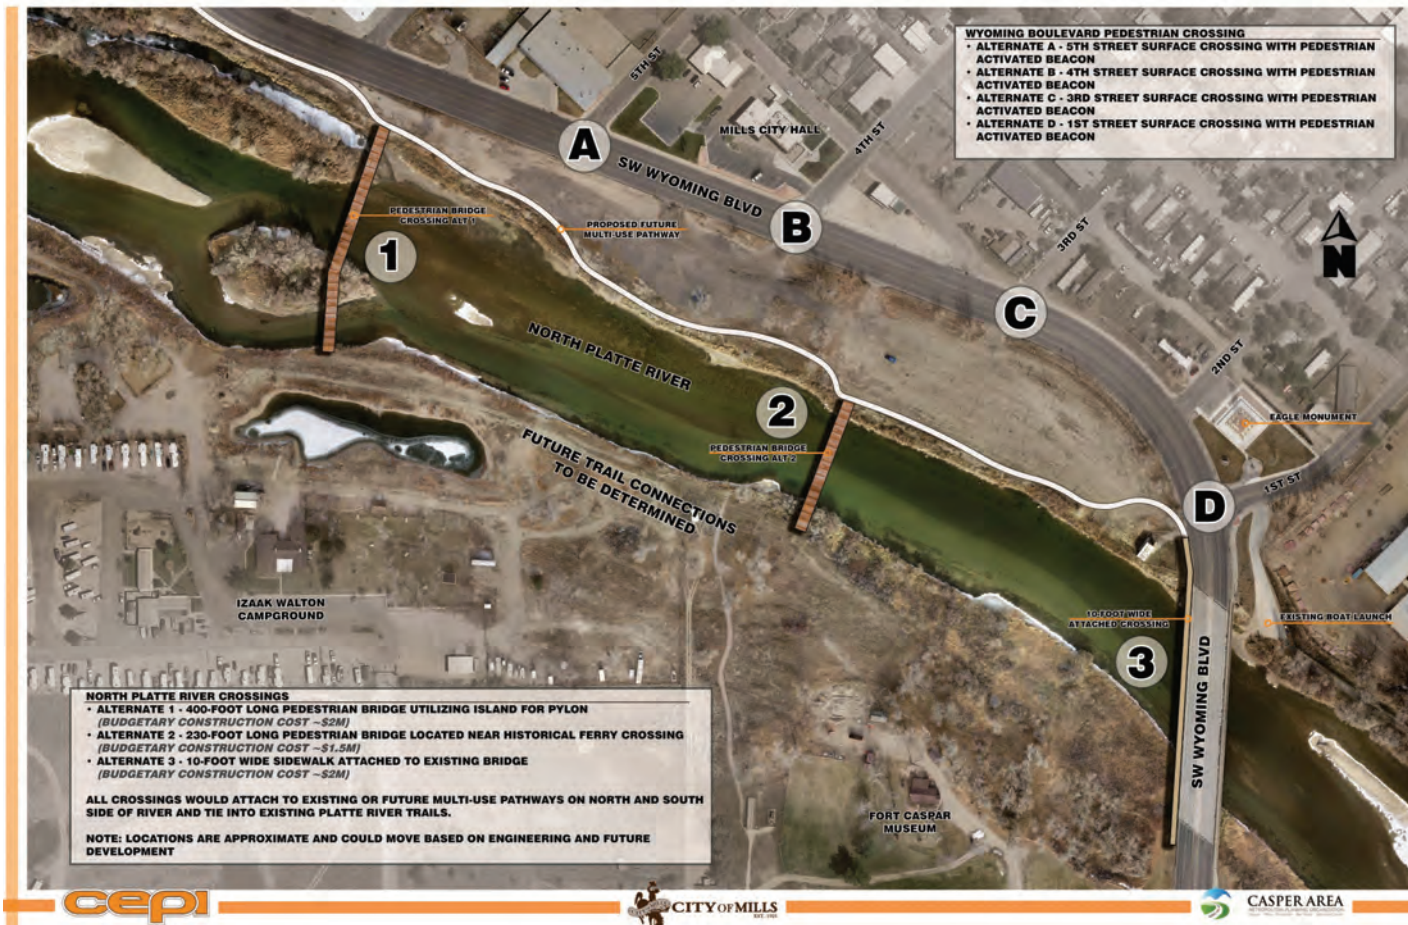 WYOMING BOULEVARD PEDESTRIAN CROSSING
• ALTERNATE A - 5TH STREET SURFACE CROSSING WITH PEDESTRIAN
ACTIVATED BEACON
• ALTERNATE B - 4TH STREET SURFACE CROSSING WITH PEDESTRIAN
ACTIVATED BEACON
• ALTERNATE C - 3RD STREET SURFACE CROSSING WITH PEDESTRIAN
ACTIVATED BEACON
• ALTERNATE D - 1ST STREET SURFACE CROSSING WITH PEDESTRIAN
ACTIVATED BEACON
5TH ST
MILLS CITY HALL
4TH ST
A
SW WYOMING BLVD
B
PEDESTRIAN BRIDGE
CROSSING ALT 1
PROPOSED FUTURE
MULTI-USE PATHWAY
3RD ST
N
1
C
NORTH PLATTE RIVER
2ND ST
2
EAGLE MONUMENT
PEDESTRIAN BRIDGE
CROSSING ALT 2
FUTURE TRAIL CONNECTIONS
TO BE DETERMINED
1ST ST
D
IZAAK WALTON
CAMPGROUND
10-FOOT WIDE
ATTACHED CROSSING
EXISTING BOAT LAUNCH
3
SW WYOMING BLVD
FORT CASPAR
MUSEUM
NORTH PLATTE RIVER CROSSINGS
• ALTERNATE 1 - 400-FOOT LONG PEDESTRIAN BRIDGE UTILIZING ISLAND FOR PYLON
(BUDGETARY CONSTRUCTION COST ~$2M)
• ALTERNATE 2 - 230-FOOT LONG PEDESTRIAN BRIDGE LOCATED NEAR HISTORICAL FERRY CROSSING
(BUDGETARY CONSTRUCTION COST ~$1.5M)
• ALTERNATE 3 - 10-FOOT WIDE SIDEWALK ATTACHED TO EXISTING BRIDGE
(BUDGETARY CONSTRUCTION COST ~$2M)
ALL CROSSINGS WOULD ATTACH TO EXISTING OR FUTURE MULTI-USE PATHWAYS ON NORTH AND SOUTH
SIDE OF RIVER AND TIE INTO EXISTING PLATTE RIVER TRAILS.
NOTE: LOCATIONS ARE APPROXIMATE AND COULD MOVE BASED ON ENGINEERING AND FUTURE
DEVELOPMENT
cepi
CITY OF MILLS
CASPER AREA